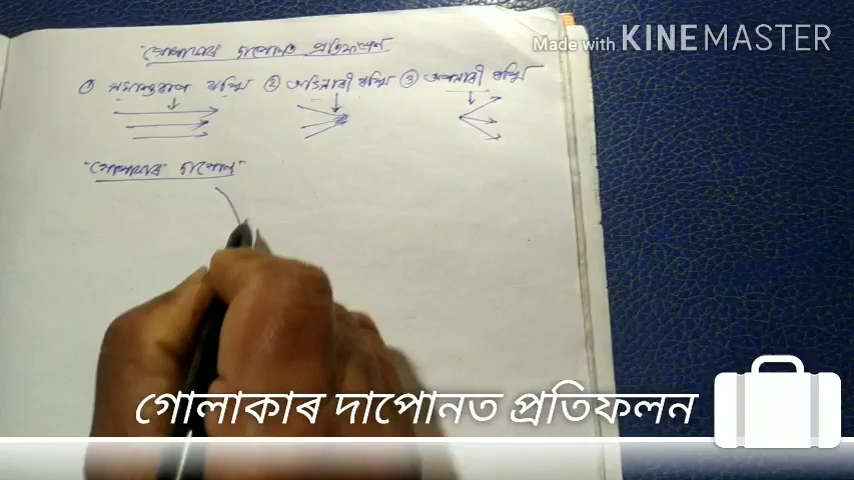 Made with KINEMASTER
"গোলাকাৰ দাপোনত প্ৰতিফলন
① সমান্তৰাল ৰশ্মি ② অভিসাৰী ৰশ্মি ③ অপসাৰী ৰশ্মি
"গোলাকাৰ দাপোন"
গোলাকাৰ দাপোনত প্ৰতিফলন